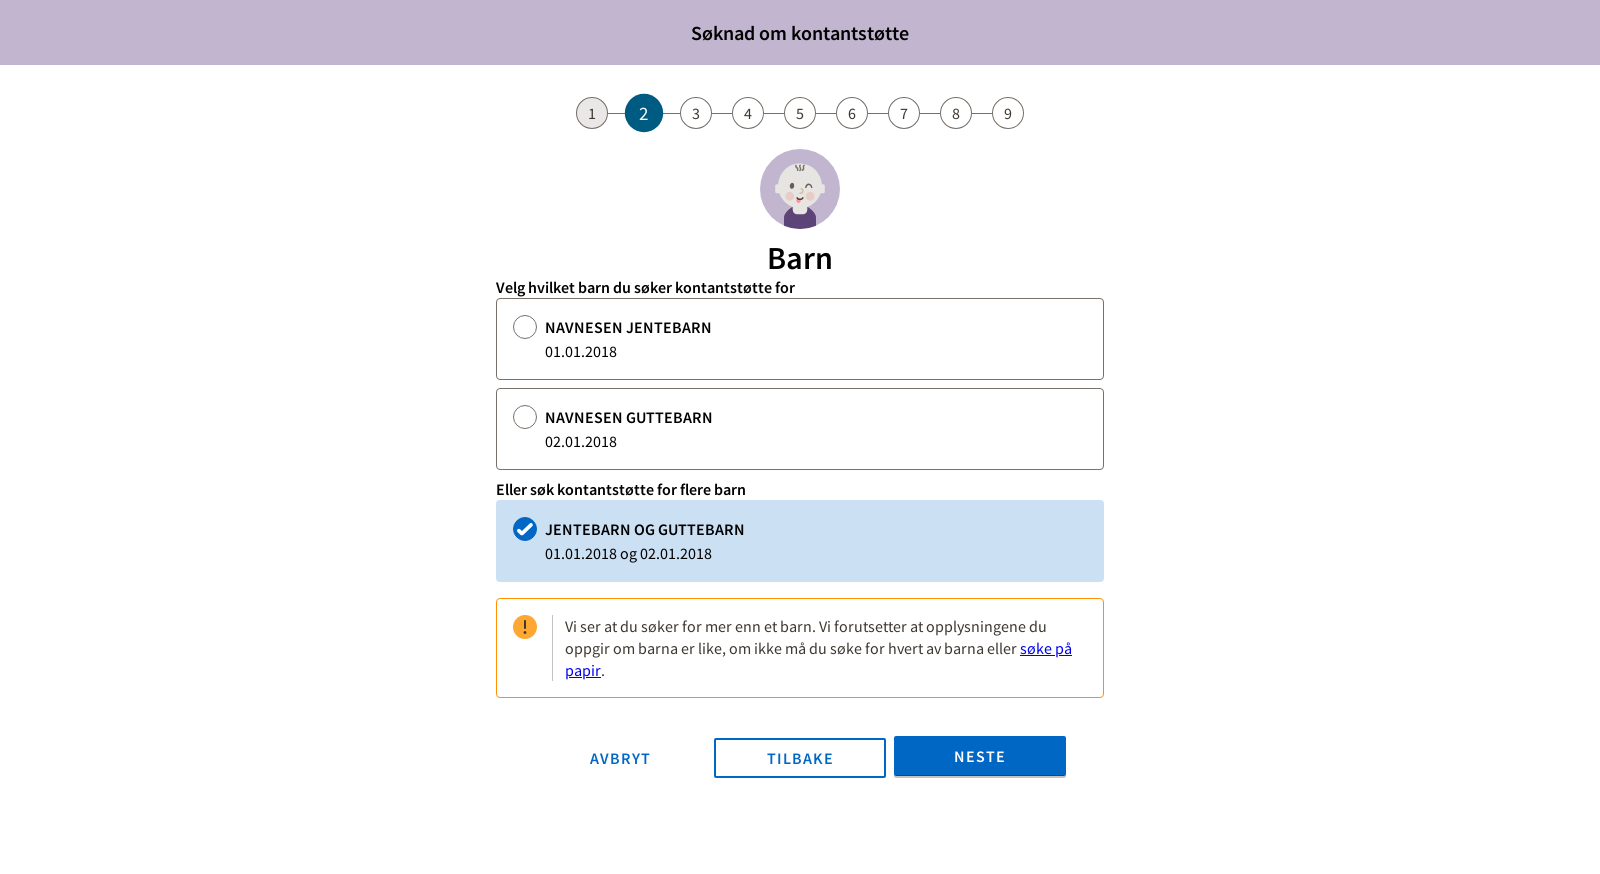 Søknad om kontantstøtte
1 2 3 4 5 6 7 8 9
Barn
Velg hvilket barn du søker kontantstøtte for
NAVNESEN JENTEBARN
01.01.2018
NAVNESEN GUTTEBARN
02.01.2018
Eller søk kontantstøtte for flere barn
JENTEBARN OG GUTTEBARN
01.01.2018 og 02.01.2018
Vi ser at du søker for mer enn et barn. Vi forutsetter at opplysningene du
oppgir om barna er like, om ikke må du søke for hvert av barna eller søke på
papir.
AVBRYT TILBAKE NESTE